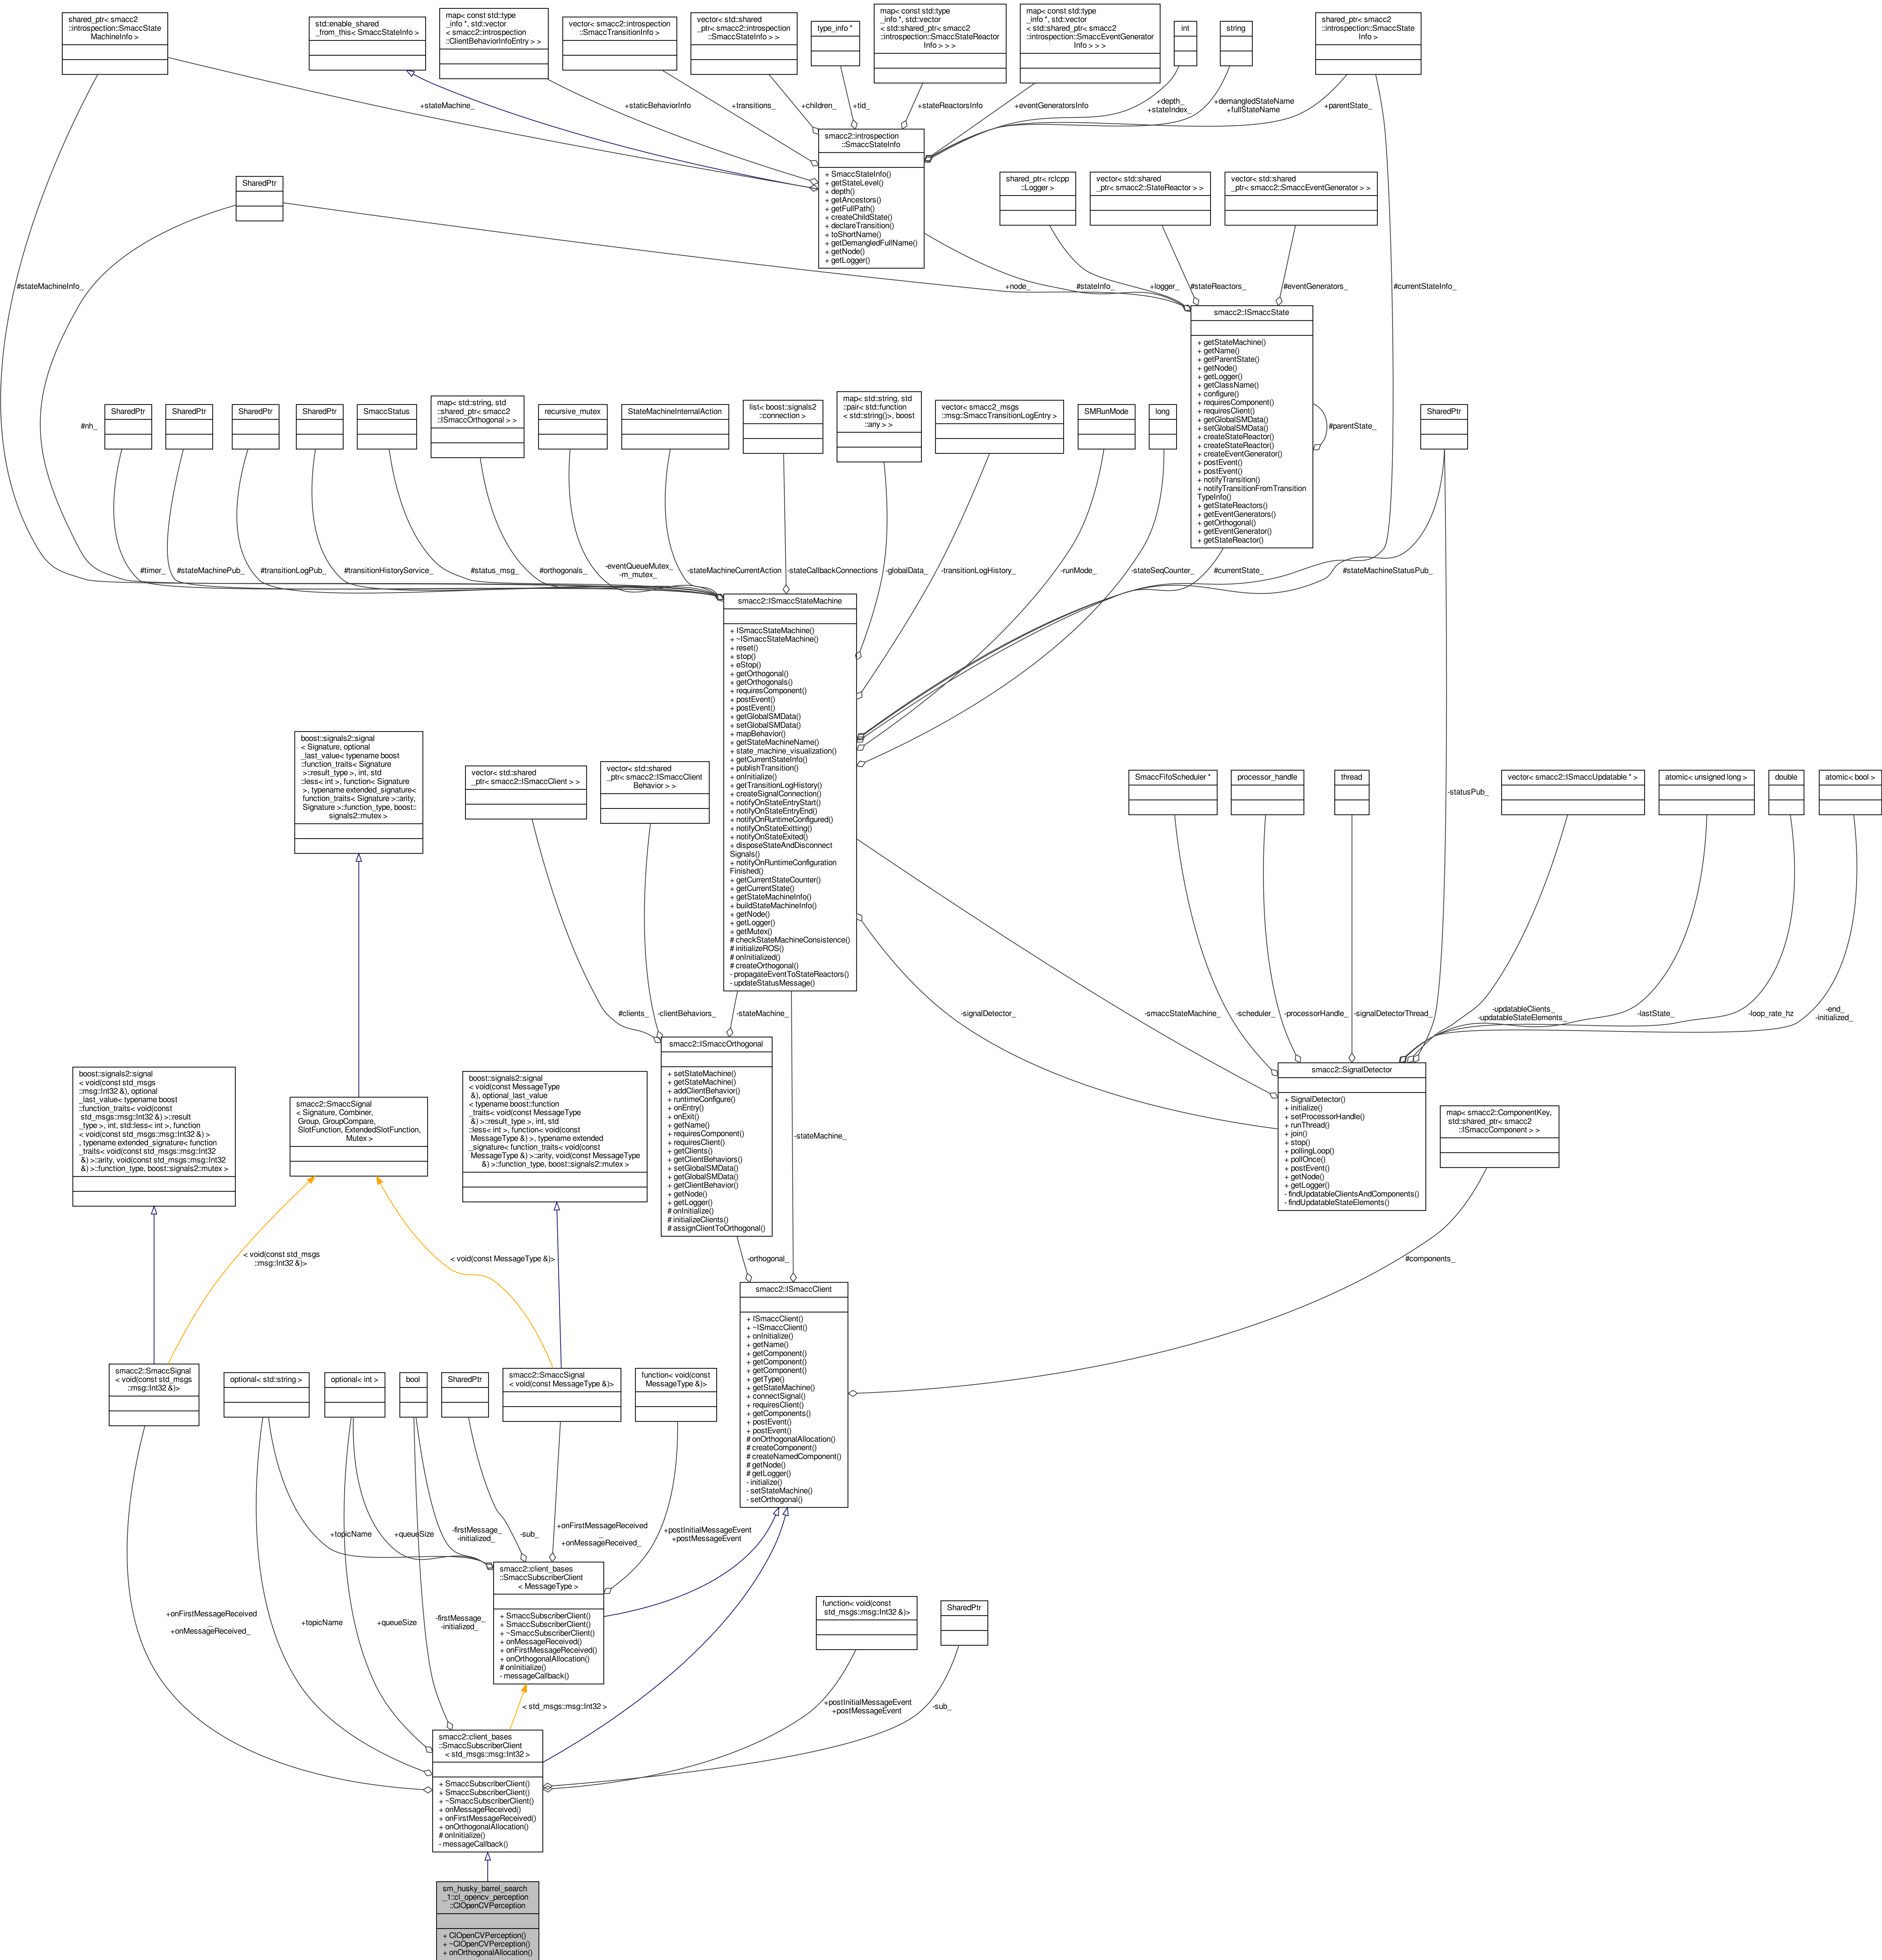 shared_ptr< smacc2
::introspection::SmaccState
MachineInfo >
std::enable_shared
_from_this< SmaccStateInfo >
map< const std::type
_info *, std::vector
< smacc2::introspection
::ClientBehaviorInfoEntry > >
vector< smacc2::introspection
::SmaccTransitionInfo >
vector< std::shared
_ptr< smacc2::introspection
::SmaccStateInfo > >
type_info *
map< const std::type
_info *, std::vector
< std::shared_ptr< smacc2
::introspection::SmaccStateReactor
Info > > >
map< const std::type
_info *, std::vector
< std::shared_ptr< smacc2
::introspection::SmaccEventGenerator
Info > > >
int
string
shared_ptr< smacc2
::introspection::SmaccState
Info >
+stateMachine_
+staticBehaviorInfo
+transitions_
+children_
+tid_
+stateReactorsInfo
+eventGeneratorsInfo
+depth_
+stateIndex_
+demangledStateName
+fullStateName
+parentState_
smacc2::introspection
::SmaccStateInfo
+ SmaccStateInfo()
+ getStateLevel()
+ depth()
+ getAncestors()
+ getFullPath()
+ createChildState()
+ declareTransition()
+ toShortName()
+ getDemangledFullName()
+ getNode()
+ getLogger()
SharedPtr
shared_ptr< rclcpp
::Logger >
vector< std::shared
_ptr< smacc2::StateReactor > >
vector< std::shared
_ptr< smacc2::SmaccEventGenerator > >
#stateMachineInfo_
+node_
#stateInfo_
+logger_
#stateReactors_
#eventGenerators_
#currentStateInfo_
smacc2::ISmaccState
+ getStateMachine()
+ getName()
+ getParentState()
+ getNode()
+ getLogger()
+ getClassName()
+ configure()
+ requiresComponent()
+ requiresClient()
+ getGlobalSMData()
+ setGlobalSMData()
+ createStateReactor()
+ createStateReactor()
+ createEventGenerator()
+ postEvent()
+ postEvent()
+ notifyTransition()
+ notifyTransitionFromTransition
TypeInfo()
+ getStateReactors()
+ getEventGenerators()
+ getOrthogonal()
+ getEventGenerator()
+ getStateReactor()
#parentState_
#nh_
SharedPtr
SharedPtr
SharedPtr
SharedPtr
SmaccStatus
map< std::string, std
::shared_ptr< smacc2
::ISmaccOrthogonal > >
recursive_mutex
StateMachineInternalAction
list< boost::signals2
::connection >
map< std::string, std
::pair< std::function
< std::string()>, boost
::any > >
vector< smacc2_msgs
::msg::SmaccTransitionLogEntry >
SMRunMode
long
SharedPtr
#timer_
#stateMachinePub_
#transitionLogPub_
#transitionHistoryService_
#status_msg_
#orthogonals_
-eventQueueMutex_
-m_mutex_
-stateMachineCurrentAction
-stateCallbackConnections
-globalData_
-transitionLogHistory_
-runMode_
-stateSeqCounter_
#currentState_
#stateMachineStatusPub_
smacc2::ISmaccStateMachine
+ ISmaccStateMachine()
+ ~ISmaccStateMachine()
+ reset()
+ stop()
+ eStop()
+ getOrthogonal()
+ getOrthogonals()
+ requiresComponent()
+ postEvent()
+ postEvent()
+ getGlobalSMData()
+ setGlobalSMData()
+ mapBehavior()
+ getStateMachineName()
+ state_machine_visualization()
+ getCurrentStateInfo()
+ publishTransition()
+ onInitialize()
+ getTransitionLogHistory()
+ createSignalConnection()
+ notifyOnStateEntryStart()
+ notifyOnStateEntryEnd()
+ notifyOnRuntimeConfigured()
+ notifyOnStateExitting()
+ notifyOnStateExited()
+ disposeStateAndDisconnect
Signals()
+ notifyOnRuntimeConfiguration
Finished()
+ getCurrentStateCounter()
+ getCurrentState()
+ getStateMachineInfo()
+ buildStateMachineInfo()
+ getNode()
+ getLogger()
+ getMutex()
# checkStateMachineConsistence()
# initializeROS()
# onInitialized()
# createOrthogonal()
- propagateEventToStateReactors()
- updateStatusMessage()
boost::signals2::signal
< Signature, optional
_last_value< typename boost
::function_traits< Signature
>::result_type >, int, std
::less< int >, function< Signature
>, typename extended_signature<
function_traits< Signature >::arity,
Signature >::function_type, boost::
signals2::mutex >
vector< std::shared
_ptr< smacc2::ISmaccClient > >
vector< std::shared
_ptr< smacc2::ISmaccClient
Behavior > >
SmaccFifoScheduler *
processor_handle
thread
-statusPub_
vector< smacc2::ISmaccUpdatable * >
atomic< unsigned long >
double
atomic< bool >
#clients_
-clientBehaviors_
-stateMachine_
-signalDetector_
-smaccStateMachine_
-scheduler_
-processorHandle_
-signalDetectorThread_
-updatableClients_
-updatableStateElements_
-lastState_
-loop_rate_hz
-end_
-initialized_
smacc2::ISmaccOrthogonal
+ setStateMachine()
+ getStateMachine()
+ addClientBehavior()
+ runtimeConfigure()
+ onEntry()
+ onExit()
+ getName()
+ requiresComponent()
+ requiresClient()
+ getClients()
+ getClientBehaviors()
+ setGlobalSMData()
+ getGlobalSMData()
+ getClientBehavior()
+ getNode()
+ getLogger()
# onInitialize()
# initializeClients()
# assignClientToOrthogonal()
smacc2::SignalDetector
+ SignalDetector()
+ initialize()
+ setProcessorHandle()
+ runThread()
+ join()
+ stop()
+ pollingLoop()
+ pollOnce()
+ postEvent()
+ getNode()
+ getLogger()
- findUpdatableClientsAndComponents()
- findUpdatableStateElements()
boost::signals2::signal
< void(const std_msgs
::msg::Int32 &), optional
_last_value< typename boost
::function_traits< void(const
std_msgs::msg::Int32 &) >::result
_type >, int, std::less< int >, function
< void(const std_msgs::msg::Int32 &) >
, typename extended_signature< function
_traits< void(const std_msgs::msg::Int32
&) >::arity, void(const std_msgs::msg::Int32
&) >::function_type, boost::signals2::mutex >
smacc2::SmaccSignal
< Signature, Combiner,
Group, GroupCompare,
SlotFunction, ExtendedSlotFunction,
Mutex >
boost::signals2::signal
< void(const MessageType
&), optional_last_value
< typename boost::function
_traits< void(const MessageType
&) >::result_type >, int, std
::less< int >, function< void(const
MessageType &) >, typename extended
_signature< function_traits< void(const
MessageType &) >::arity, void(const MessageType
&) >::function_type, boost::signals2::mutex >
map< smacc2::ComponentKey,
std::shared_ptr< smacc2
::ISmaccComponent > >
-stateMachine_
< void(const std_msgs
::msg::Int32 &)>
< void(const MessageType &)>
-orthogonal_
#components_
smacc2::ISmaccClient
+ ISmaccClient()
+ ~ISmaccClient()
+ onInitialize()
+ getName()
+ getComponent()
+ getComponent()
+ getComponent()
+ getType()
+ getStateMachine()
+ connectSignal()
+ requiresClient()
+ getComponents()
+ postEvent()
+ postEvent()
# onOrthogonalAllocation()
# createComponent()
# createNamedComponent()
# getNode()
# getLogger()
- initialize()
- setStateMachine()
- setOrthogonal()
smacc2::SmaccSignal
< void(const std_msgs
::msg::Int32 &)>
optional< std::string >
optional< int >
bool
SharedPtr
smacc2::SmaccSignal
< void(const MessageType &)>
function< void(const
MessageType &)>
+topicName
+queueSize
-firstMessage_
-initialized_
-sub_
+onFirstMessageReceived
_
+onMessageReceived_
+postInitialMessageEvent
+postMessageEvent
smacc2::client_bases
::SmaccSubscriberClient
< MessageType >
+ SmaccSubscriberClient()
+ SmaccSubscriberClient()
+ ~SmaccSubscriberClient()
+ onMessageReceived()
+ onFirstMessageReceived()
+ onOrthogonalAllocation()
# onInitialize()
- messageCallback()
function< void(const
std_msgs::msg::Int32 &)>
SharedPtr
+onFirstMessageReceived
_
+onMessageReceived_
+topicName
+queueSize
-firstMessage_
-initialized_
< std_msgs::msg::Int32 >
+postInitialMessageEvent
+postMessageEvent
-sub_
smacc2::client_bases
::SmaccSubscriberClient
< std_msgs::msg::Int32 >
+ SmaccSubscriberClient()
+ SmaccSubscriberClient()
+ ~SmaccSubscriberClient()
+ onMessageReceived()
+ onFirstMessageReceived()
+ onOrthogonalAllocation()
# onInitialize()
- messageCallback()
sm_husky_barrel_search
_1::cl_opencv_perception
::ClOpenCVPerception
+ ClOpenCVPerception()
+ ~ClOpenCVPerception()
+ onOrthogonalAllocation()